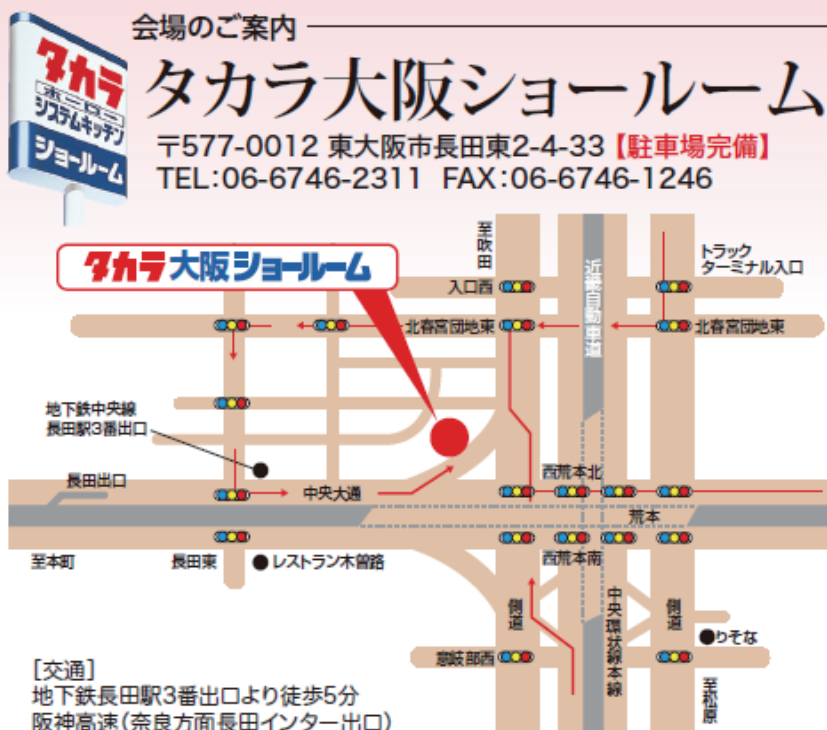 会場のご案内
タカラ
ホーロー
システムキッチン
ショールーム
タカラ大阪ショールーム
〒577-0012 東大阪市長田東2-4-33【駐車場完備】
TEL:06-6746-2311 FAX:06-6746-1246
タカラ大阪ショールーム
至吹田
近畿自動車道
トラック
ターミナル入口
入口西
北春宮団地東
北春宮団地東
地下鉄中央線
長田駅3番出口
長田出口
中央大通
西荒本北
荒本
至本町
長田東
レストラン木曽路
西荒本南
側道
中央環状線本線
側道
りそな
意岐部西
至松原
[交通]
地下鉄長田駅3番出口より徒歩5分
阪神高速(奈良方面長田インター出口)